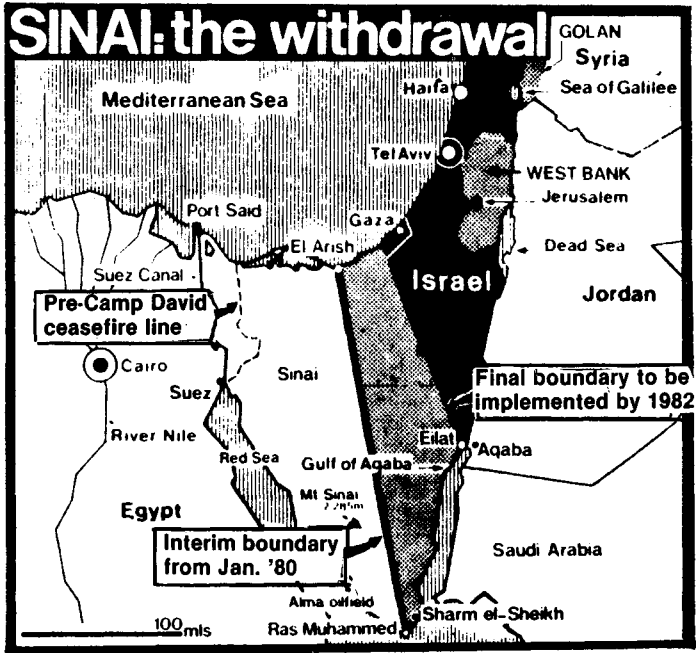 SINAI: the withdrawal
GOLAN
Syria
Haifa
Sea of Galilee
Mediterranean Sea
Tel Aviv
WEST BANK
Jerusalem
Port Said
Gaza
El Arish
Dead Sea
Suez Canal
Israel
Jordan
Pre-Camp David
ceasefire line
Cairo
Sinai
Suez
Final boundary to be
implemented by 1982
River Nile
Eilat
Aqaba
Red Sea
Gulf of Aqaba
Mt Sinai
2,285m
Egypt
Interim boundary
from Jan. '80
Saudi Arabia
Alma oilfield
Sharm el-Sheikh
100 mls
Ras Muhammed